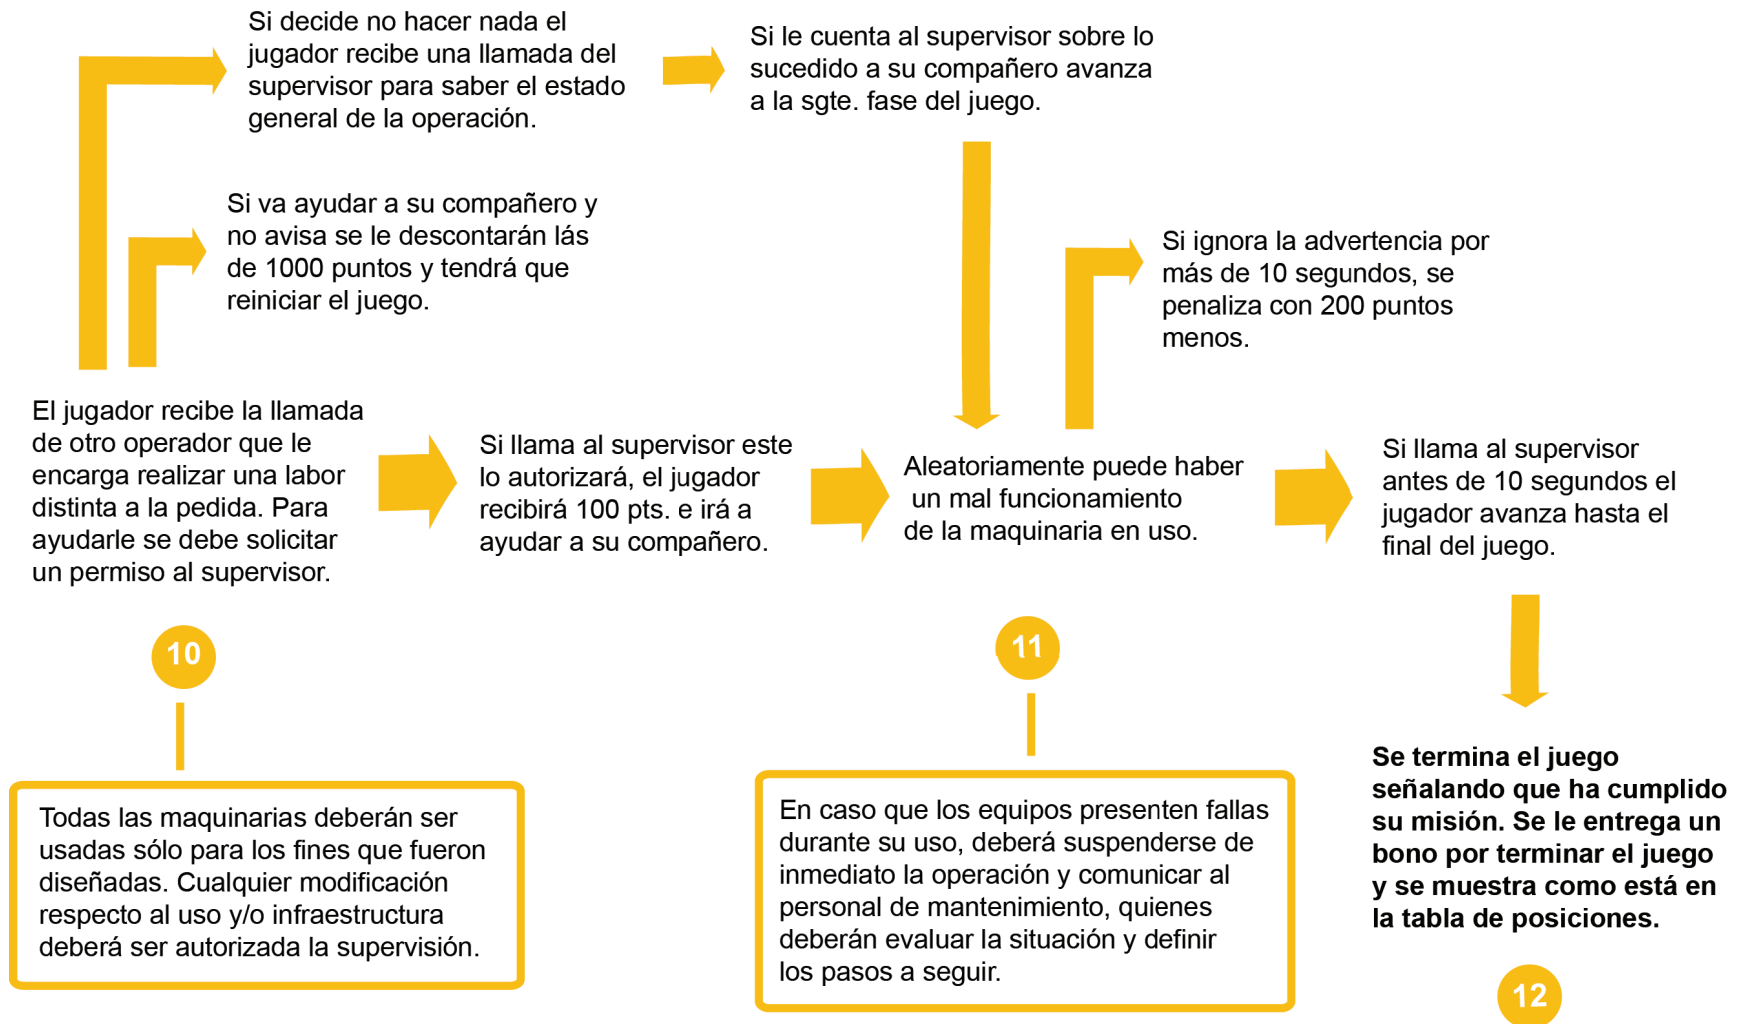 Si decide no hacer nada el
jugador recibe una llamada del
supervisor para saber el estado
general de la operación.
Si le cuenta al supervisor sobre lo
sucedido a su compañero avanza
a la sgte. fase del juego.
Si va ayudar a su compañero y
no avisa se le descontarán lás
de 1000 puntos y tendrá que
reiniciar el juego.
Si ignora la advertencia por
más de 10 segundos, se
penaliza con 200 puntos
menos.
El jugador recibe la llamada
de otro operador que le
encarga realizar una labor
distinta a la pedida. Para
ayudarle se debe solicitar
un permiso al supervisor.
Si llama al supervisor este
lo autorizará, el jugador
recibirá 100 pts. e irá a
ayudar a su compañero.
Aleatoriamente puede haber
un mal funcionamiento
de la maquinaria en uso.
Si llama al supervisor
antes de 10 segundos el
jugador avanza hasta el
final del juego.
10
11
Todas las maquinarias deberán ser
usadas sólo para los fines que fueron
diseñadas. Cualquier modificación
respecto al uso y/o infraestructura
deberá ser autorizada la supervisión.
En caso que los equipos presenten fallas
durante su uso, deberá suspenderse de
inmediato la operación y comunicar al
personal de mantenimiento, quienes
deberán evaluar la situación y definir
los pasos a seguir.
Se termina el juego
señalando que ha cumplido
su misión. Se le entrega un
bono por terminar el juego
y se muestra como está en
la tabla de posiciones.
12